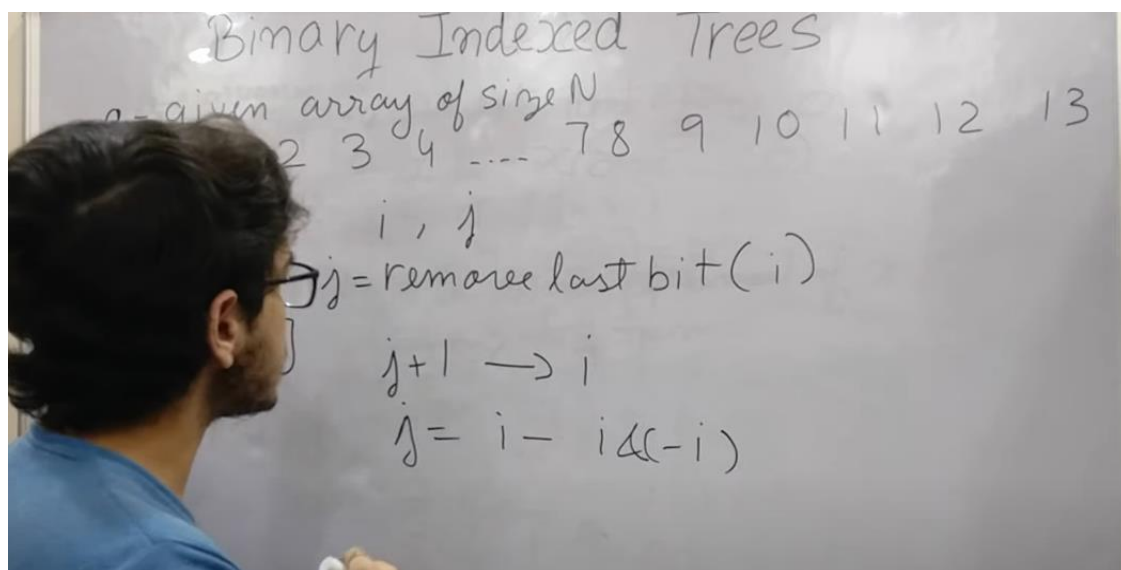 Binary Indexed Trees
a - given array of size N
2 3 4 .... 7 8 9 10 11 12 13
i , j
j = remove last bit ( i )
j+1 → i
j = i - i&(-i)